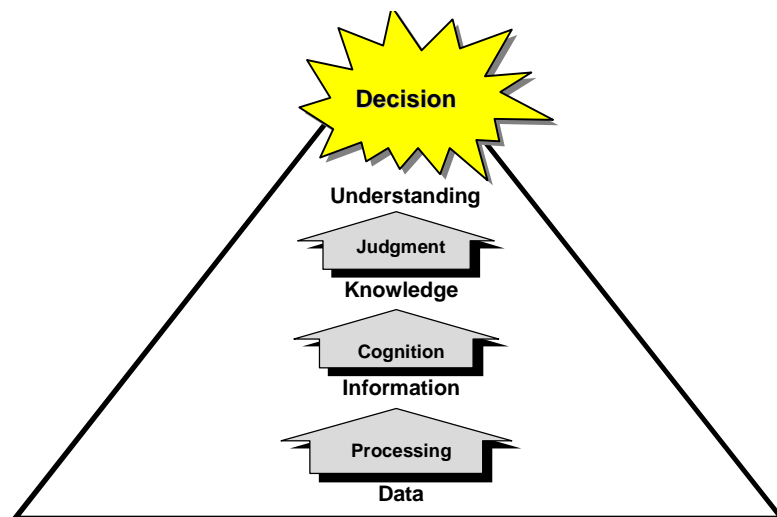 Decision
Understanding
Judgment
Knowledge
Cognition
Information
Processing
Data